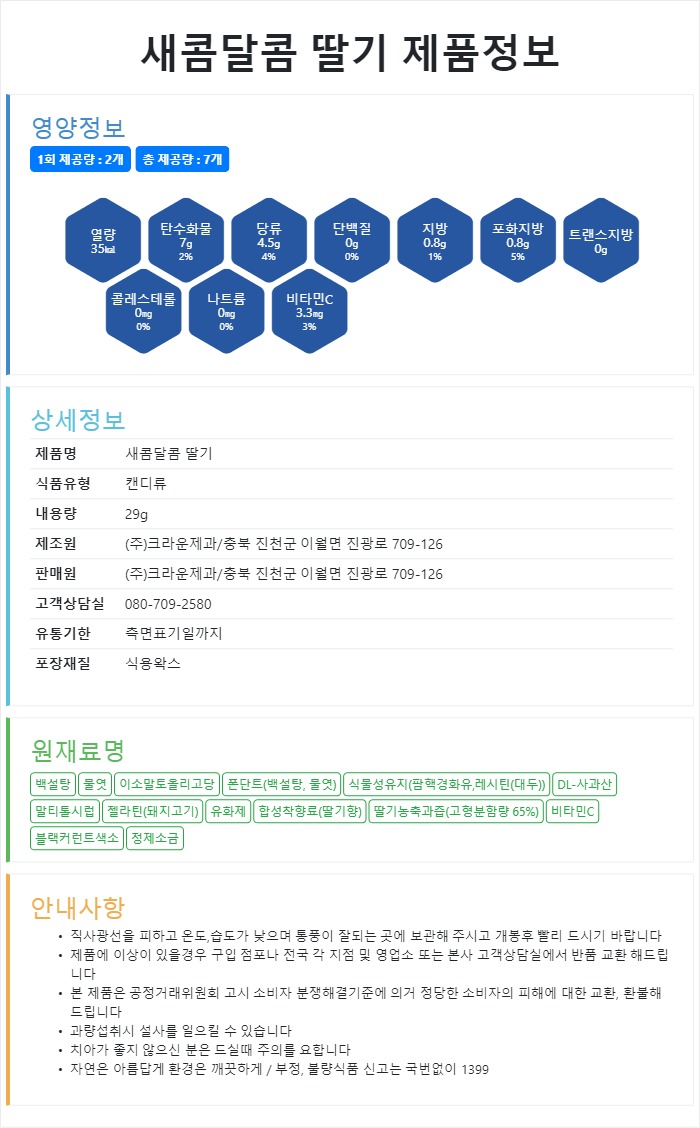 새콤달콤 딸기 제품정보
영양정보
1회 제공량 : 2개 총 제공량 : 7개
열량
35㎉
탄수화물
7g
2%
당류
4.5g
4%
단백질
0g
0%
지방
0.8g
1%
포화지방
0.8g
5%
트랜스지방
0g
콜레스테롤
0㎎
0%
나트륨
0㎎
0%
비타민C
3.3㎎
3%
상세정보
제품명 새콤달콤 딸기
식품유형 캔디류
내용량 29g
제조원 (주)크라운제과/충북 진천군 이월면 진광로 709-126
판매원 (주)크라운제과/충북 진천군 이월면 진광로 709-126
고객상담실 080-709-2580
유통기한 측면표기일까지
포장재질 식용왁스
원재료명
백설탕 물엿 이소말토올리고당 폰단트(백설탕, 물엿) 식물성유지(팜핵경화유,레시틴(대두)) DL-사과산
말티톨시럽 젤라틴(돼지고기) 유화제 합성착향료(딸기향) 딸기농축과즙(고형분함량 65%) 비타민C
블랙커런트색소 정제소금
안내사항
• 직사광선을 피하고 온도,습도가 낮으며 통풍이 잘되는 곳에 보관해 주시고 개봉후 빨리 드시기 바랍니다
• 제품에 이상이 있을경우 구입 점포나 전국 각 지점 및 영업소 또는 본사 고객상담실에서 반품 교환 해드립
니다
• 본 제품은 공정거래위원회 고시 소비자 분쟁해결기준에 의거 정당한 소비자의 피해에 대한 교환, 환불해
드립니다
• 과량섭취시 설사를 일으킬 수 있습니다
• 치아가 좋지 않으신 분은 드실때 주의를 요합니다
• 자연은 아름답게 환경은 깨끗하게 / 부정, 불량식품 신고는 국번없이 1399